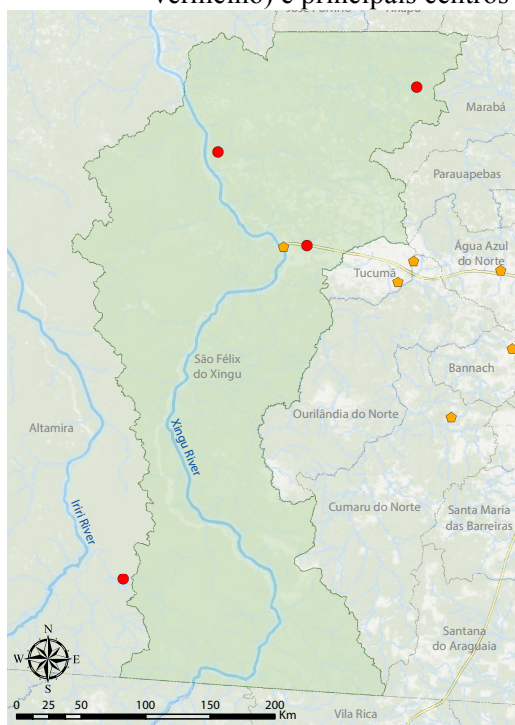 vermelho) e principais centros
Marabá
Parauapebas
Água Azul
do Norte
Tucumã
São Félix
do Xingu
Bannach
Ourilândia do Norte
Altamira
Xingu River
Iriri River
Cumaru do Norte
Santa Maria
das Barreiras
Santana
do Araguaia
Vila Rica
N
W
E
S
0 25 50 100 150 200
Km